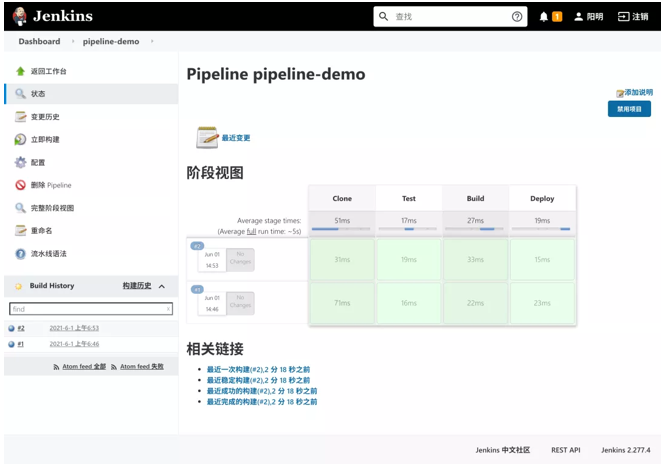 Jenkins
查找
1
阳明
注销
Dashboard
pipeline-demo
返回工作台
状态
变更历史
立即构建
配置
删除 Pipeline
完整阶段视图
重命名
流水线语法
Build History
构建历史
find
x
#2
2021-6-1 上午6:53
#1
2021-6-1 上午6:46
Atom feed 全部
Atom feed 失败
Pipeline pipeline-demo
添加说明
禁用项目
最近变更
阶段视图
Clone Test Build Deploy
Average stage times:
51ms 17ms 27ms 19ms
(Average full run time: ~5s)
#2
Jun 01
14:53
No
Changes
31ms 19ms 33ms 15ms
Jun 01
14:46
No
Changes
71ms 16ms 22ms 23ms
相关链接
最近一次构建(#2),2 分 18 秒之前
最近稳定构建(#2),2 分 18 秒之前
最近成功的构建(#2),2 分 18 秒之前
最近完成的构建(#2),2 分 18 秒之前
Jenkins 中文社区
REST API
Jenkins 2.277.4